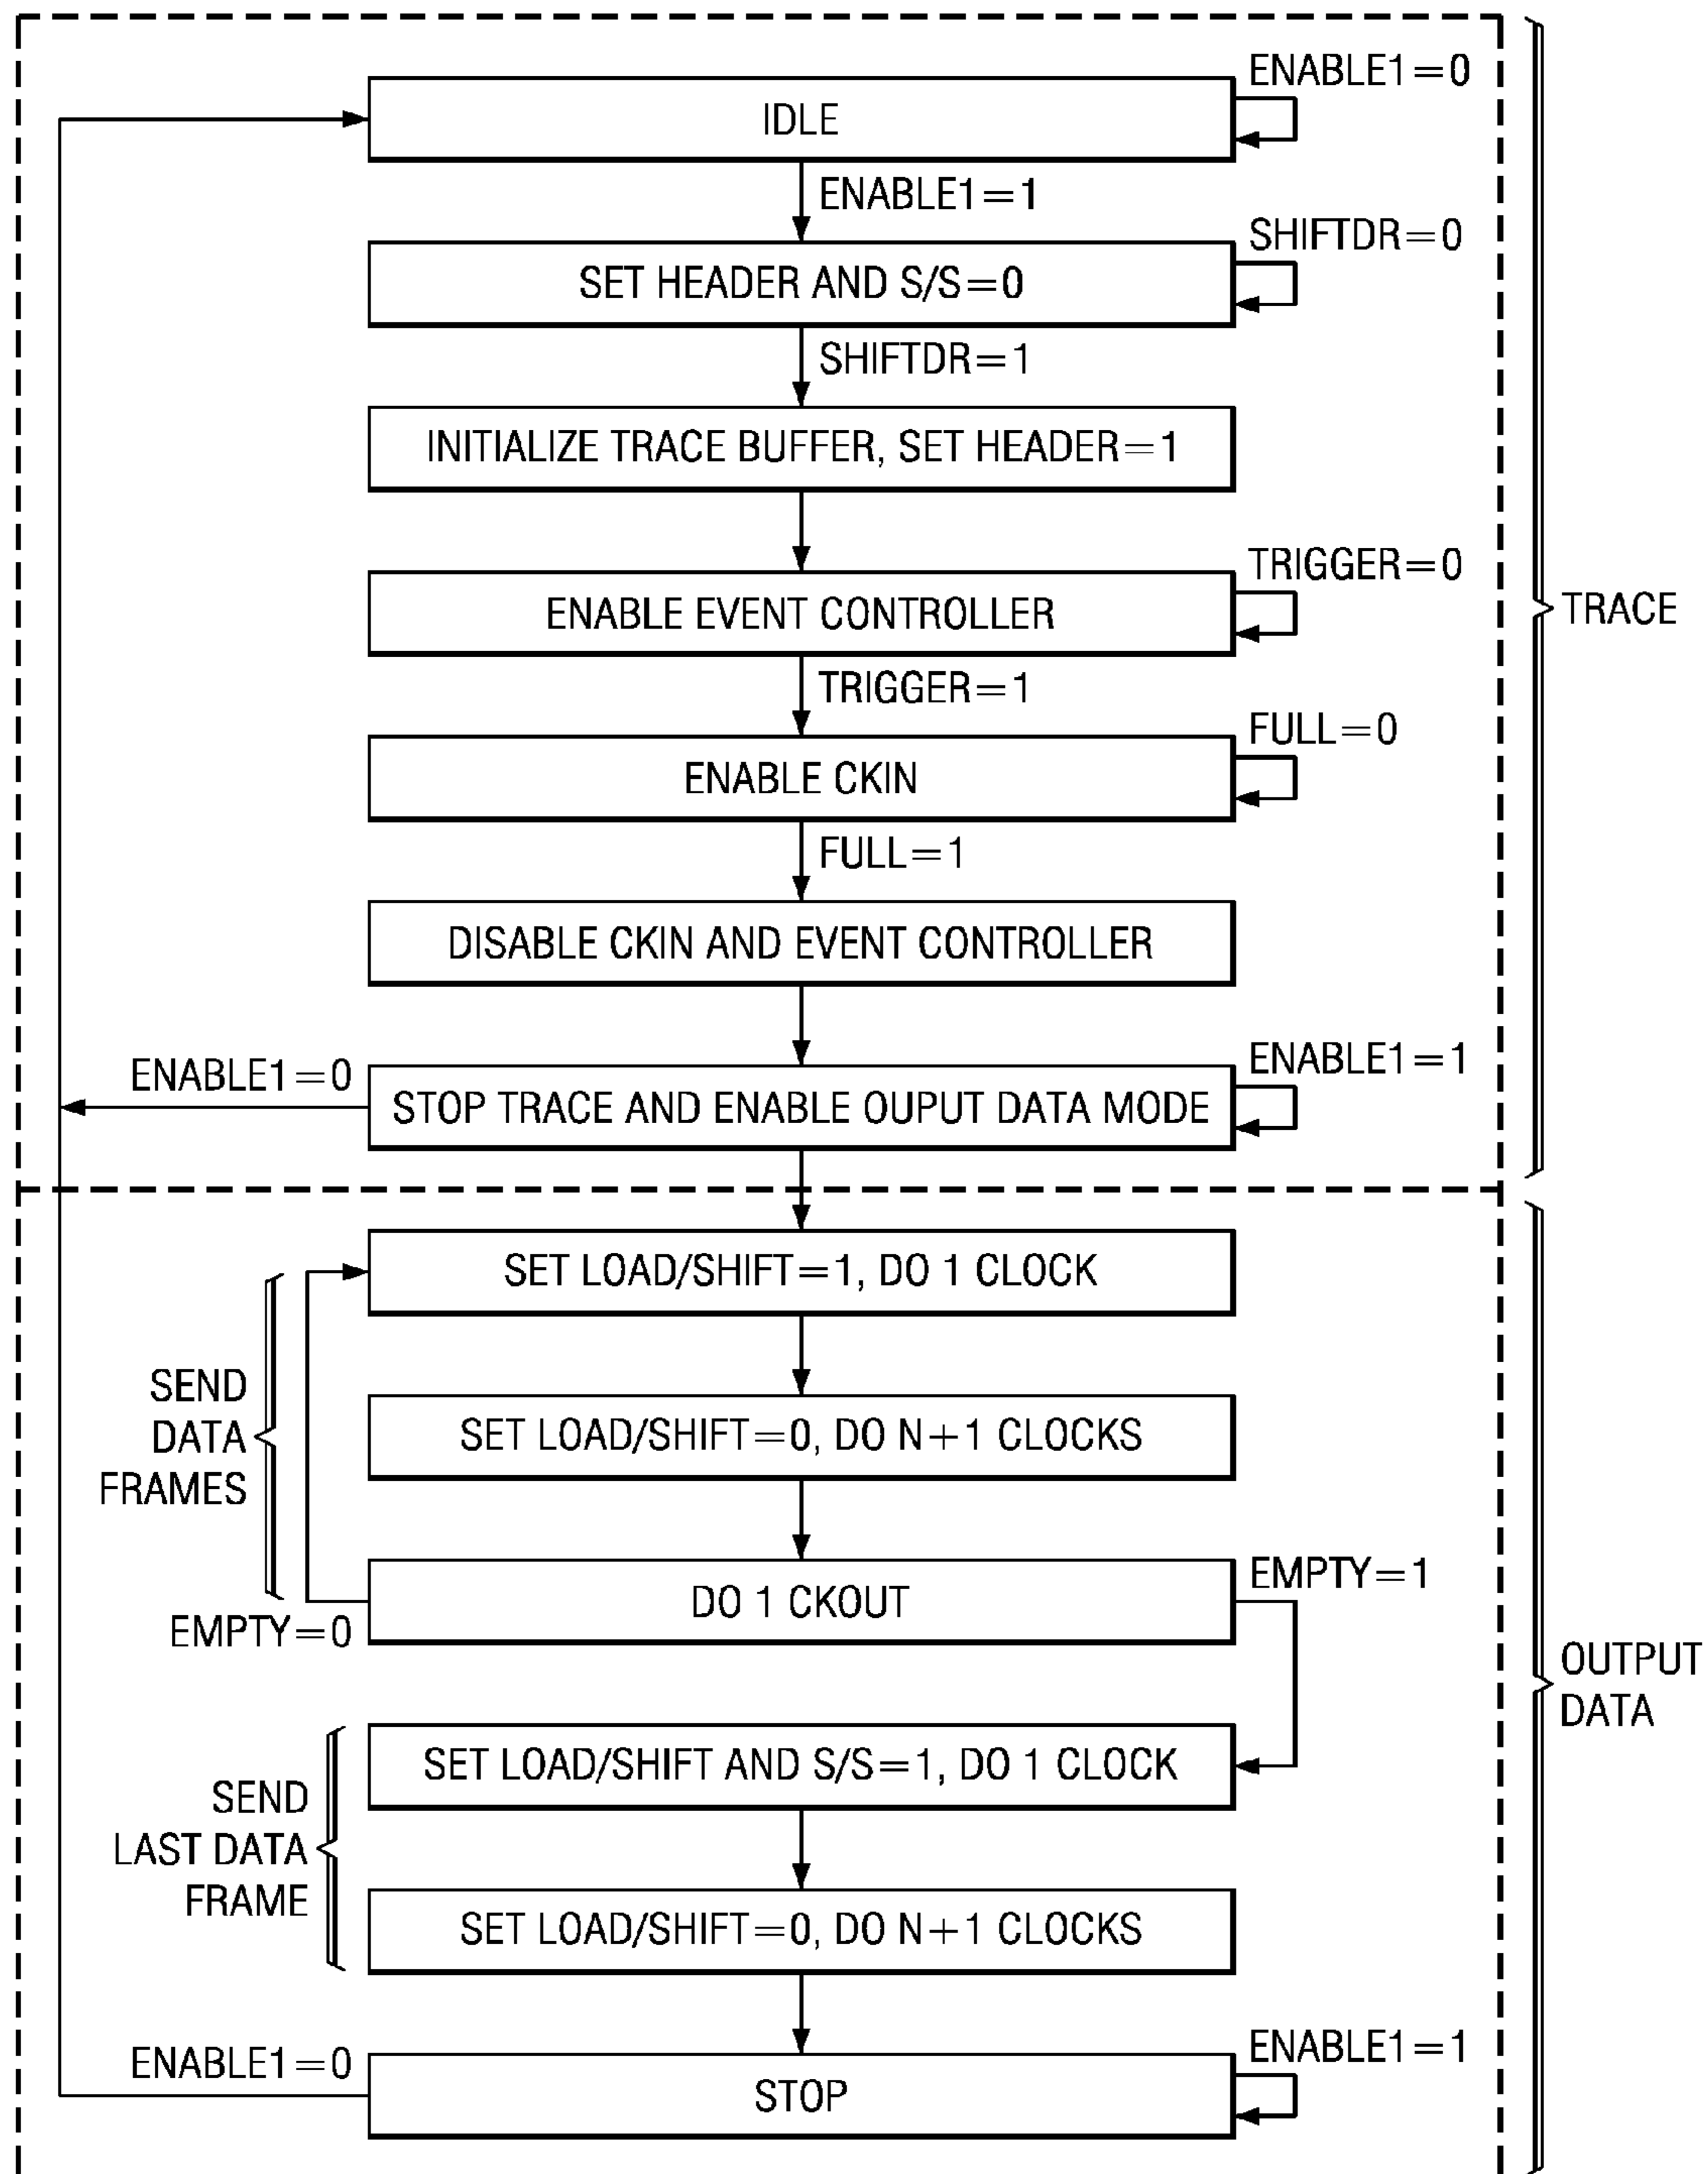 ENABLE1=0
IDLE
ENABLE1=1
SHIFTDR=0
SET HEADER AND S/S=0
SHIFTDR=1
INITIALIZE TRACE BUFFER, SET HEADER=1
TRIGGER=0
ENABLE EVENT CONTROLLER
TRIGGER=1
FULL=0
ENABLE CKIN
FULL=1
DISABLE CKIN AND EVENT CONTROLLER
ENABLE1=0
ENABLE1=1
STOP TRACE AND ENABLE OUPUT DATA MODE
TRACE
SET LOAD/SHIFT=1, DO 1 CLOCK
SEND
DATA
FRAMES
SET LOAD/SHIFT=0, DO N+1 CLOCKS
EMPTY=1
DO 1 CKOUT
EMPTY=0
OUTPUT
DATA
SET LOAD/SHIFT AND S/S=1, DO 1 CLOCK
SEND
LAST DATA
FRAME
SET LOAD/SHIFT=0, DO N+1 CLOCKS
ENABLE1=0
ENABLE1=1
STOP